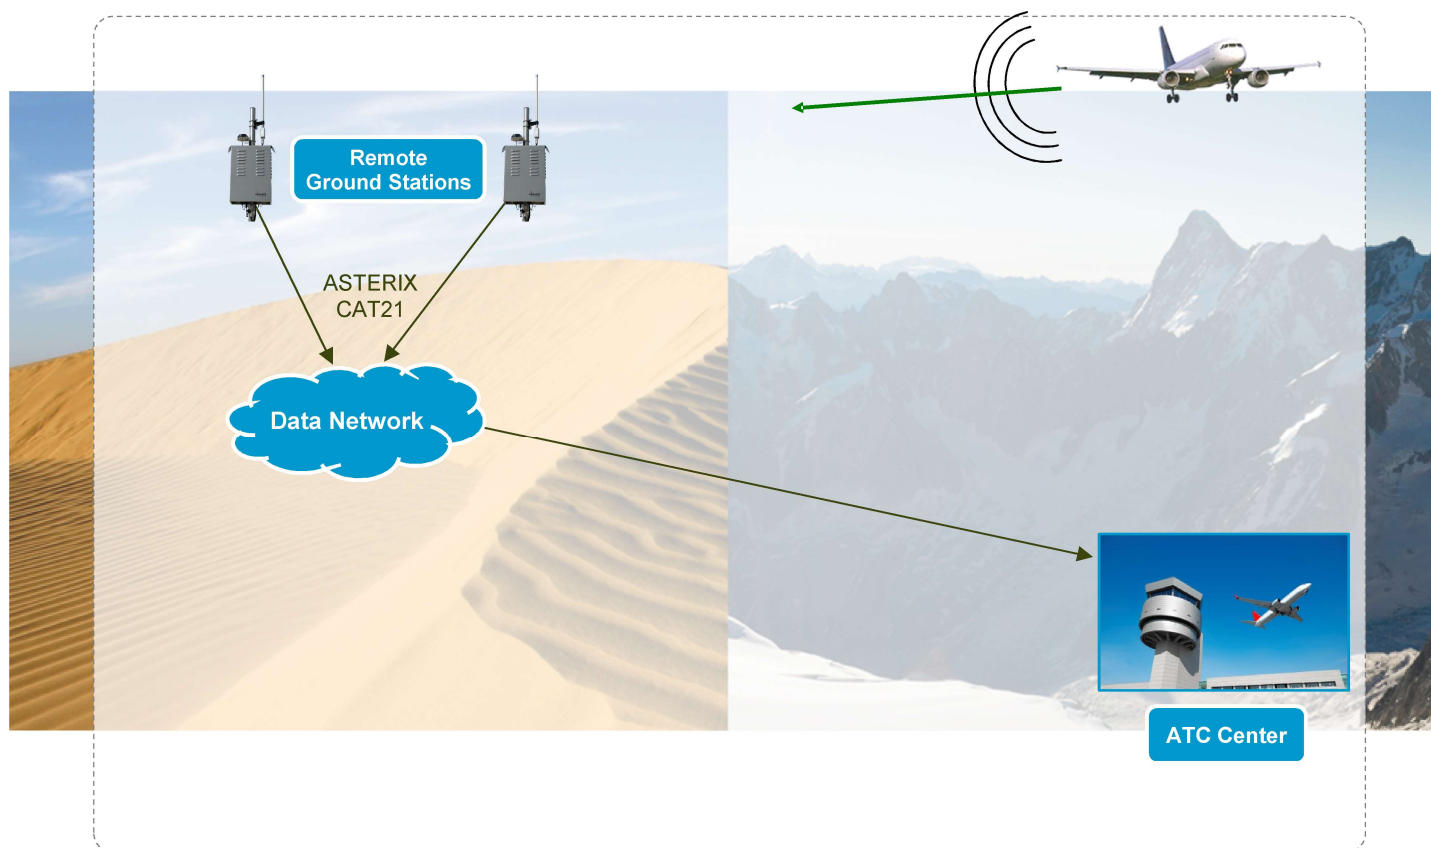 Remote
Ground Stations
ASTERIX
CAT21
Data Network
ATC Center